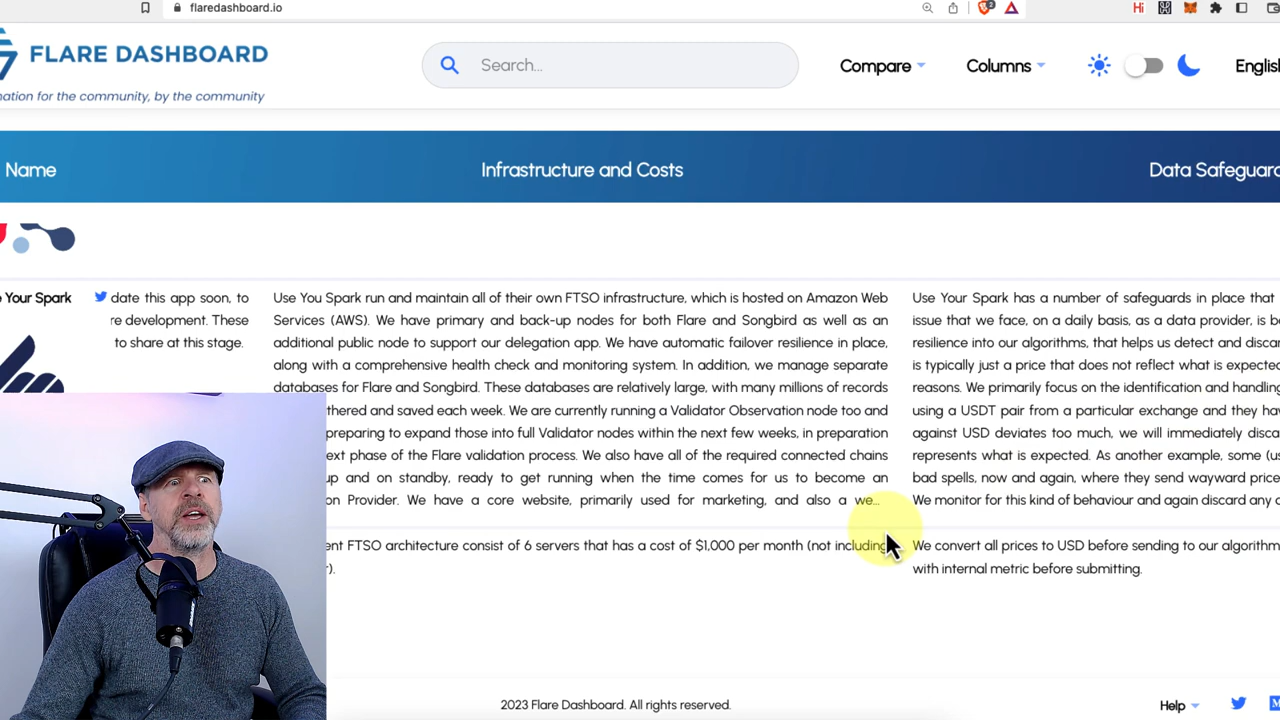 flaredashboard.io
2
Hi
FLARE DASHBOARD
mation for the community, by the community
Search...
Compare
Columns
English
Name
Infrastructure and Costs
Data Safeguard
e Your Spark
date this app soon, to
re development. These
to share at this stage.
Use You Spark run and maintain all of their own FTSO infrastructure, which is hosted on Amazon Web
Services (AWS). We have primary and back-up nodes for both Flare and Songbird as well as an
additional public node to support our delegation app. We have automatic failover resilience in place,
along with a comprehensive health check and monitoring system. In addition, we manage separate
databases for Flare and Songbird. These databases are relatively large, with many millions of records
thered and saved each week. We are currently running a Validator Observation node too and
preparing to expand those into full Validator nodes within the next few weeks, in preparation
ext phase of the Flare validation process. We also have all of the required connected chains
up and on standby, ready to get running when the time comes for us to become an
on Provider. We have a core website, primarily used for marketing, and also a we...
Use Your Spark has a number of safeguards in place that
issue that we face, on a daily basis, as a data provider, is be
resilience into our algorithms, that helps us detect and discar
is typically just a price that does not reflect what is expected
reasons. We primarily focus on the identification and handling
using a USDT pair from a particular exchange and they ha
against USD deviates too much, we will immediately disca
represents what is expected. As another example, some (us
bad spells, now and again, where they send wayward price
We monitor for this kind of behaviour and again discard any c
ent FTSO architecture consist of 6 servers that has a cost of $1,000 per month (not including
r).
We convert all prices to USD before sending to our algorithm
with internal metric before submitting.
2023 Flare Dashboard. All rights reserved.
Help